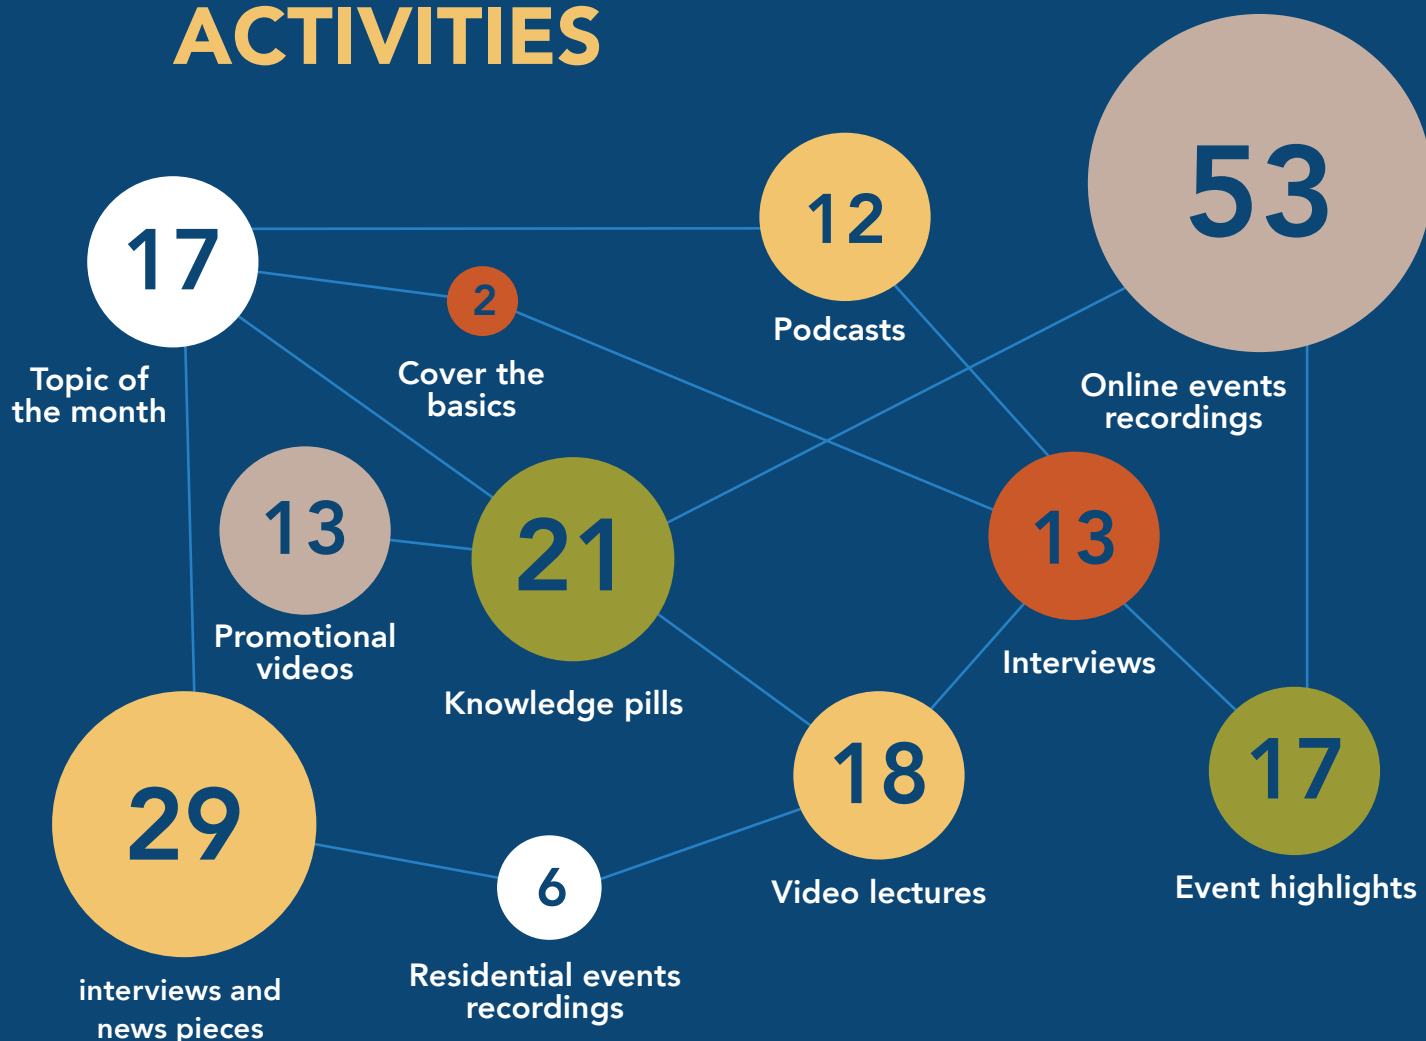 ACTIVITIES
17
Topic of
the month
2
Cover the
basics
12
Podcasts
53
Online events
recordings
13
Promotional
videos
21
Knowledge pills
13
Interviews
29
interviews and
news pieces
6
Residential events
recordings
18
Video lectures
17
Event highlights